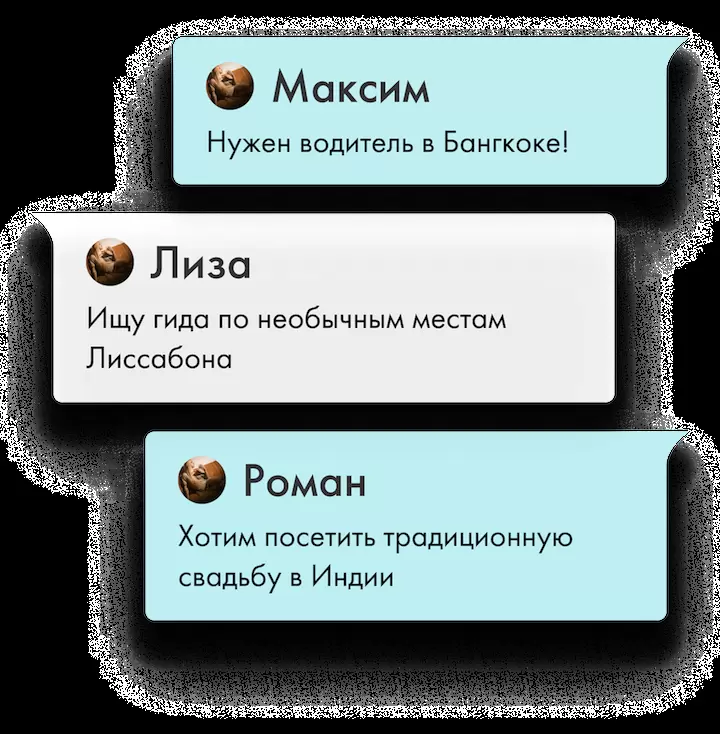 Максим
Нужен водитель в Бангкоке!
Лиза
Ищу гида по необычным местам
Лиссабона
Роман
Хотим посетить традиционную
свадьбу в Индии